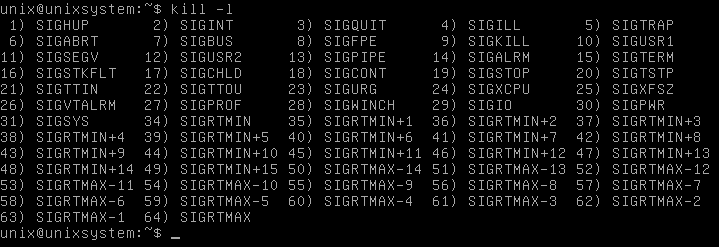 unix@unixsystem:~$ kill -l
 1) SIGHUP       2) SIGINT       3) SIGQUIT      4) SIGILL       5) SIGTRAP
 6) SIGABRT      7) SIGBUS       8) SIGFPE       9) SIGKILL     10) SIGUSR1
11) SIGSEGV     12) SIGUSR2     13) SIGPIPE     14) SIGALRM     15) SIGTERM
16) SIGSTKFLT   17) SIGCHLD     18) SIGCONT     19) SIGSTOP     20) SIGTSTP
21) SIGTTIN     22) SIGTTOU     23) SIGURG      24) SIGXCPU     25) SIGXFSZ
26) SIGVTALRM   27) SIGPROF     28) SIGWINCH    29) SIGIO       30) SIGPWR
31) SIGSYS      34) SIGRTMIN    35) SIGRTMIN+1  36) SIGRTMIN+2  37) SIGRTMIN+3
38) SIGRTMIN+4  39) SIGRTMIN+5  40) SIGRTMIN+6  41) SIGRTMIN+7  42) SIGRTMIN+8
43) SIGRTMIN+9  44) SIGRTMIN+10 45) SIGRTMIN+11 46) SIGRTMIN+12 47) SIGRTMIN+13
48) SIGRTMIN+14 49) SIGRTMIN+15 50) SIGRTMAX-14 51) SIGRTMAX-13 52) SIGRTMAX-12
53) SIGRTMAX-11 54) SIGRTMAX-10 55) SIGRTMAX-9  56) SIGRTMAX-8  57) SIGRTMAX-7
58) SIGRTMAX-6  59) SIGRTMAX-5  60) SIGRTMAX-4  61) SIGRTMAX-3  62) SIGRTMAX-2
63) SIGRTMAX-1  64) SIGRTMAX
unix@unixsystem:~$ _